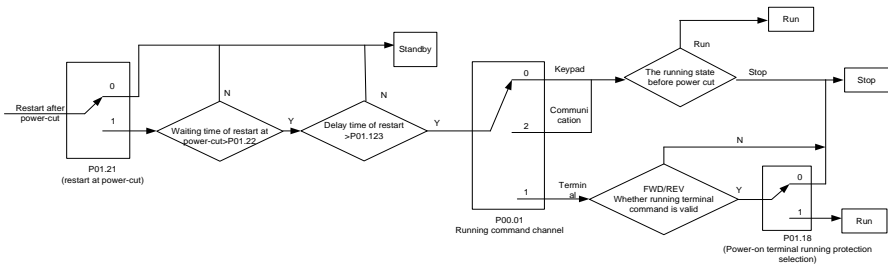 Run
Run
Standby
0
Keypad
0
The running state
before power cut
Stop
Stop
N
N
Restart after
power-cut
Communi
cation
1
Waiting time of restart at
power-cut>P01.22
Y
Delay time of restart
>P01.123
Y
2
N
P01.21
(restart at power-cut)
1
Termin
al
FWD/REV
Whether running terminal
command is valid
Y
0
1
Run
P00.01
Running command channel
P01.18
(Power-on terminal running protection
selection)